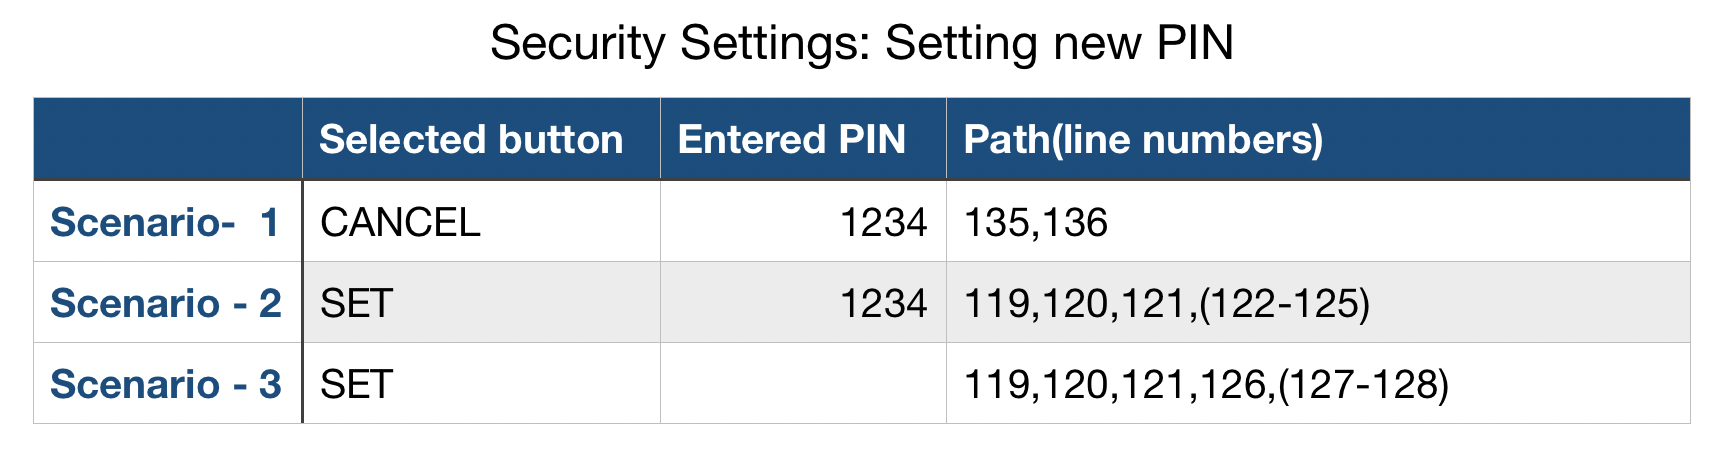 Security Settings: Setting new PIN
Selected button Entered PIN Path(line numbers)
Scenario- 1 CANCEL 1234 135,136
Scenario - 2 SET 1234 119,120,121,(122-125)
Scenario - 3 SET 119,120,121,126,(127-128)